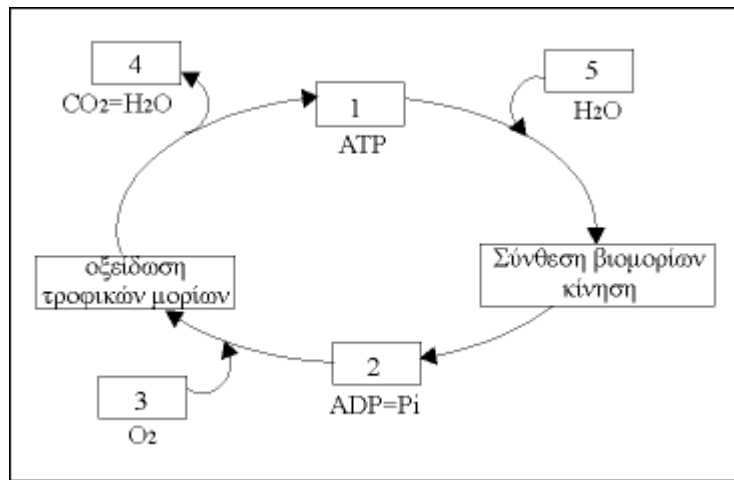 4
CO2=H2O
1
ATP
5
H2O
οξείδωση
τροφικών μορίων
Σύνθεση βιομορίων
κίνηση
3
O2
2
ADP=Pi